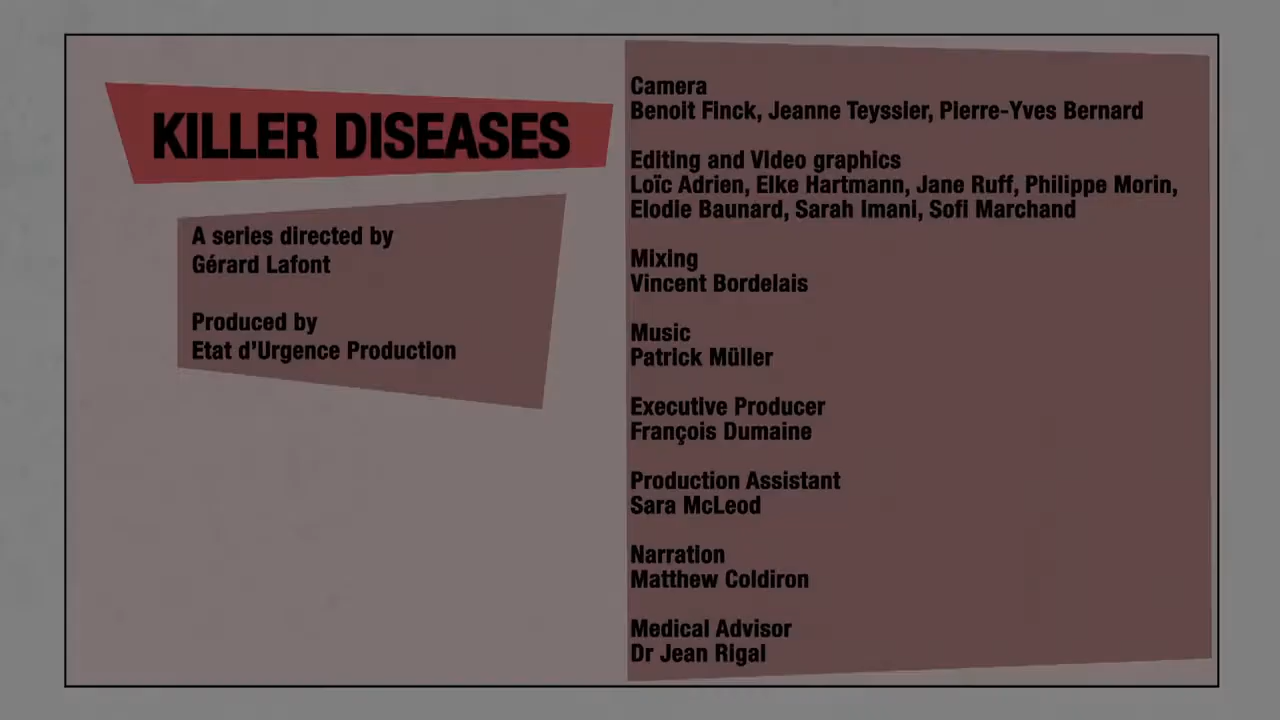 KILLER DISEASES
A series directed by
Gérard Lafont
Produced by
Etat d'Urgence Production
Camera
Benoit Finck, Jeanne Teyssier, Pierre-Yves Bernard
Editing and Video graphics
Loïc Adrien, Elke Hartmann, Jane Ruff, Philippe Morin,
Elodie Baunard, Sarah Imani, Sofi Marchand
Mixing
Vincent Bordelais
Music
Patrick Müller
Executive Producer
François Dumaine
Production Assistant
Sara McLeod
Narration
Matthew Coldiron
Medical Advisor
Dr Jean Rigal